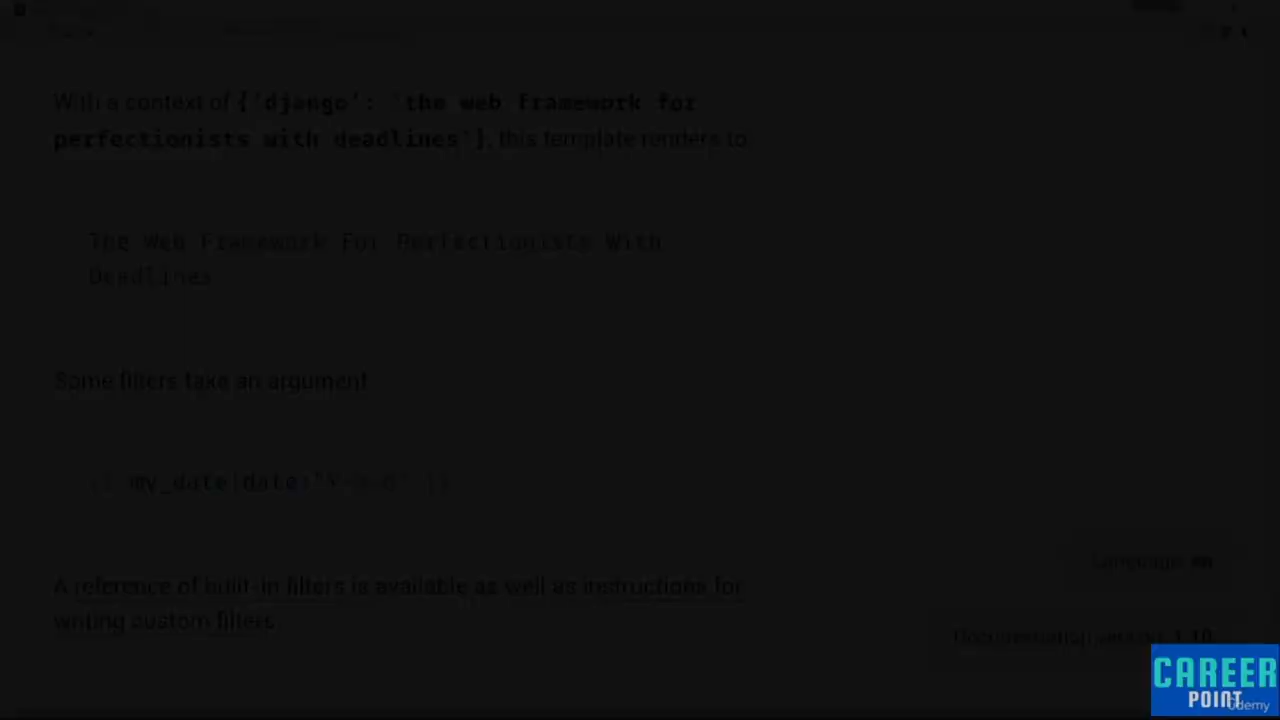 With a context of {'django': 'the web framework for
perfectionists with deadlines'}, this template renders to
The Web Framework For Perfectionists With
Deadlines
Some filters take an argument
{{ my_date|date:"Y-m-d" }}
A reference of built-in filters is available as well as instructions for
writing custom filters
Language: en
Documentation version: 1.10
CAREER
POINT
Udemy